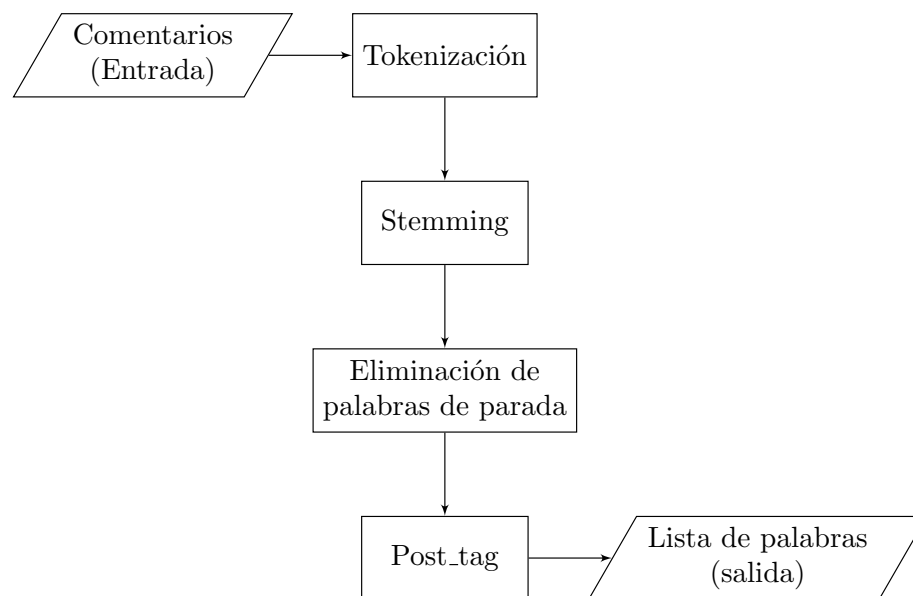 Comentarios
(Entrada)
Tokenización
Stemming
Eliminación de
palabras de parada
Post_tag
Lista de palabras
(salida)